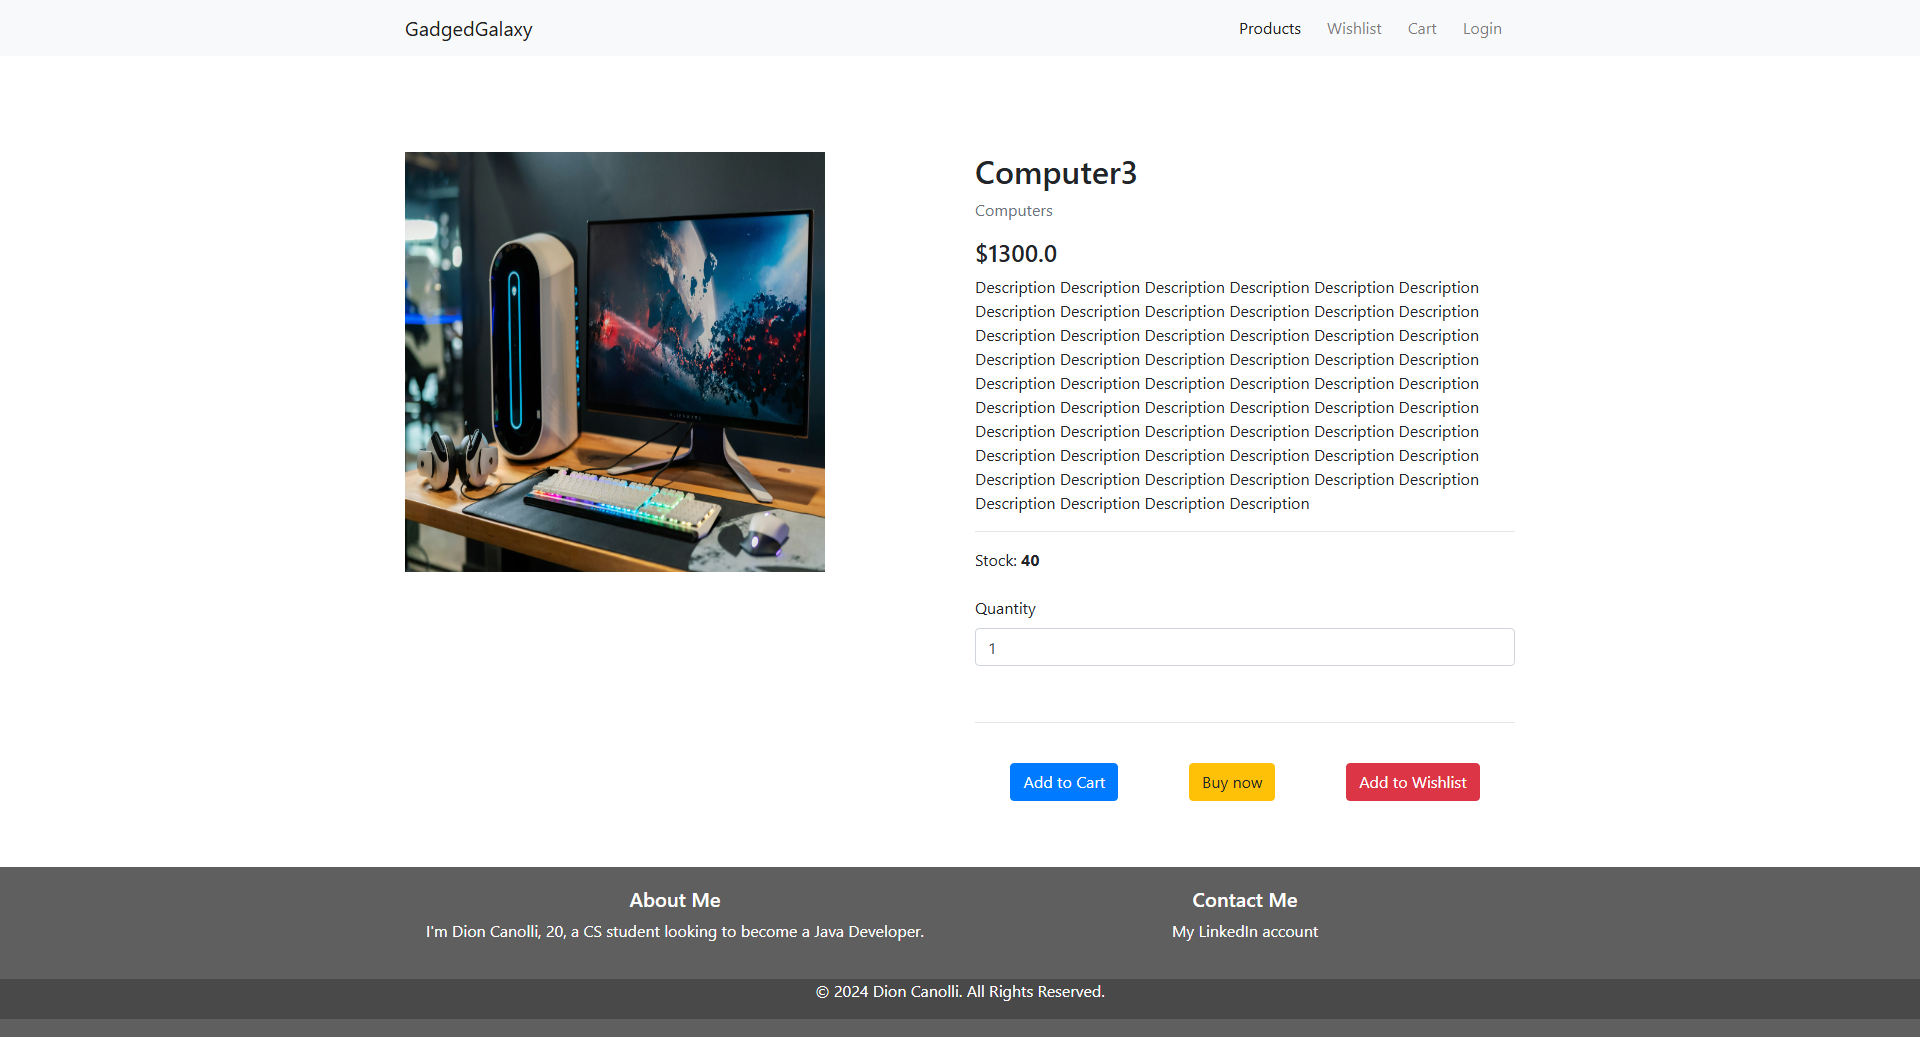 GadgedGalaxy
Products Wishlist Cart Login
Computer3
Computers
$1300.0
Description Description Description Description Description Description
Description Description Description Description Description Description
Description Description Description Description Description Description
Description Description Description Description Description Description
Description Description Description Description Description Description
Description Description Description Description Description Description
Description Description Description Description Description Description
Description Description Description Description Description Description
Description Description Description Description Description Description
Description Description Description Description
Stock: 40
Quantity
1
Add to Cart Buy now Add to Wishlist
About Me
I'm Dion Canolli, 20, a CS student looking to become a Java Developer.
Contact Me
My LinkedIn account
© 2024 Dion Canolli. All Rights Reserved.